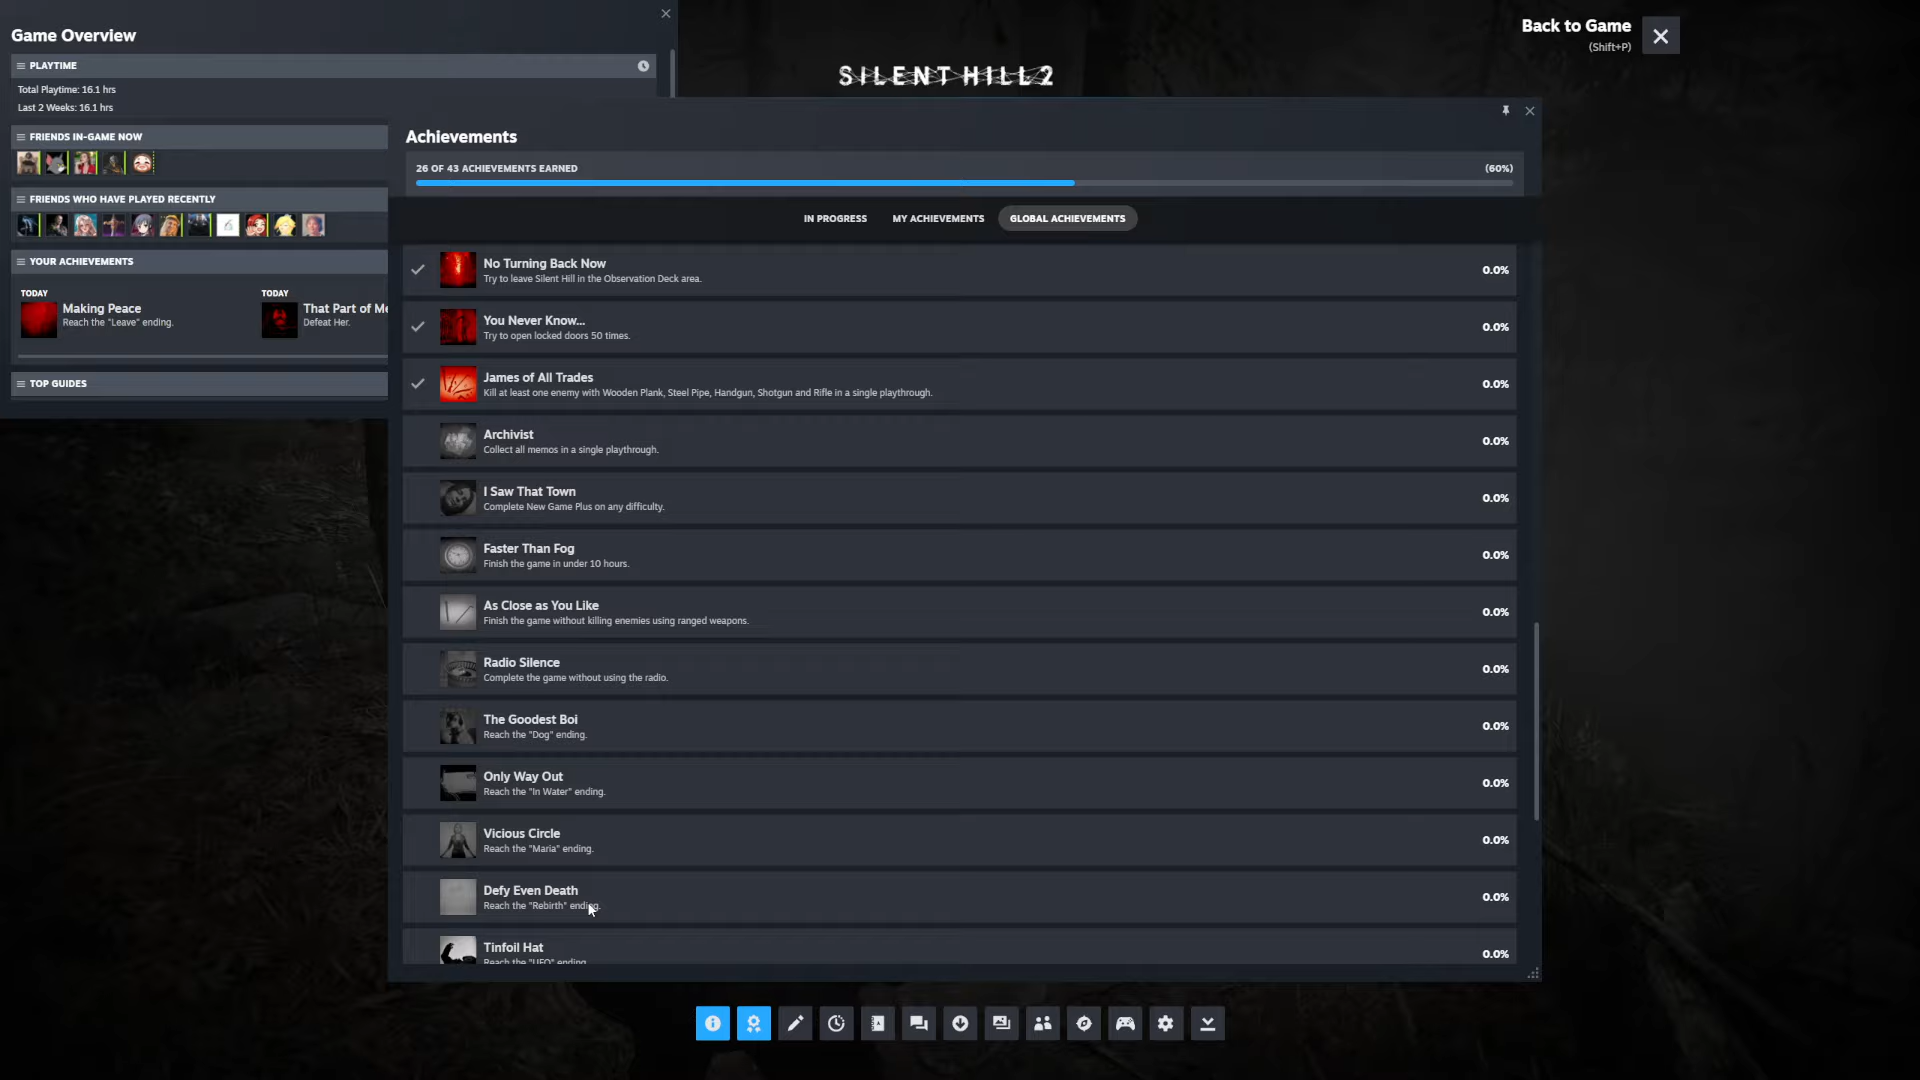 Game Overview
PLAYTIME
Total Playtime: 16.1 hrs
Last 2 Weeks: 16.1 hrs
FRIENDS IN-GAME NOW
FRIENDS WHO HAVE PLAYED RECENTLY
YOUR ACHIEVEMENTS
TODAY
Making Peace
Reach the "Leave" ending.
TODAY
That Part of Me
Defeat Her.
TOP GUIDES
SILENT HILL 2
Back to Game
(Shift+P)
Achievements
26 OF 43 ACHIEVEMENTS EARNED (60%)
IN PROGRESS MY ACHIEVEMENTS GLOBAL ACHIEVEMENTS
No Turning Back Now
Try to leave Silent Hill in the Observation Deck area.
0.0%
You Never Know...
Try to open locked doors 50 times.
0.0%
James of All Trades
Kill at least one enemy with Wooden Plank, Steel Pipe, Handgun, Shotgun and Rifle in a single playthrough.
0.0%
Archivist
Collect all memos in a single playthrough.
0.0%
I Saw That Town
Complete New Game Plus on any difficulty.
0.0%
Faster Than Fog
Finish the game in under 10 hours.
0.0%
As Close as You Like
Finish the game without killing enemies using ranged weapons.
0.0%
Radio Silence
Complete the game without using the radio.
0.0%
The Goodest Boi
Reach the "Dog" ending.
0.0%
Only Way Out
Reach the "In Water" ending.
0.0%
Vicious Circle
Reach the "Maria" ending.
0.0%
Defy Even Death
Reach the "Rebirth" ending.
0.0%
Tinfoil Hat
Reach the "UFO" ending
0.0%